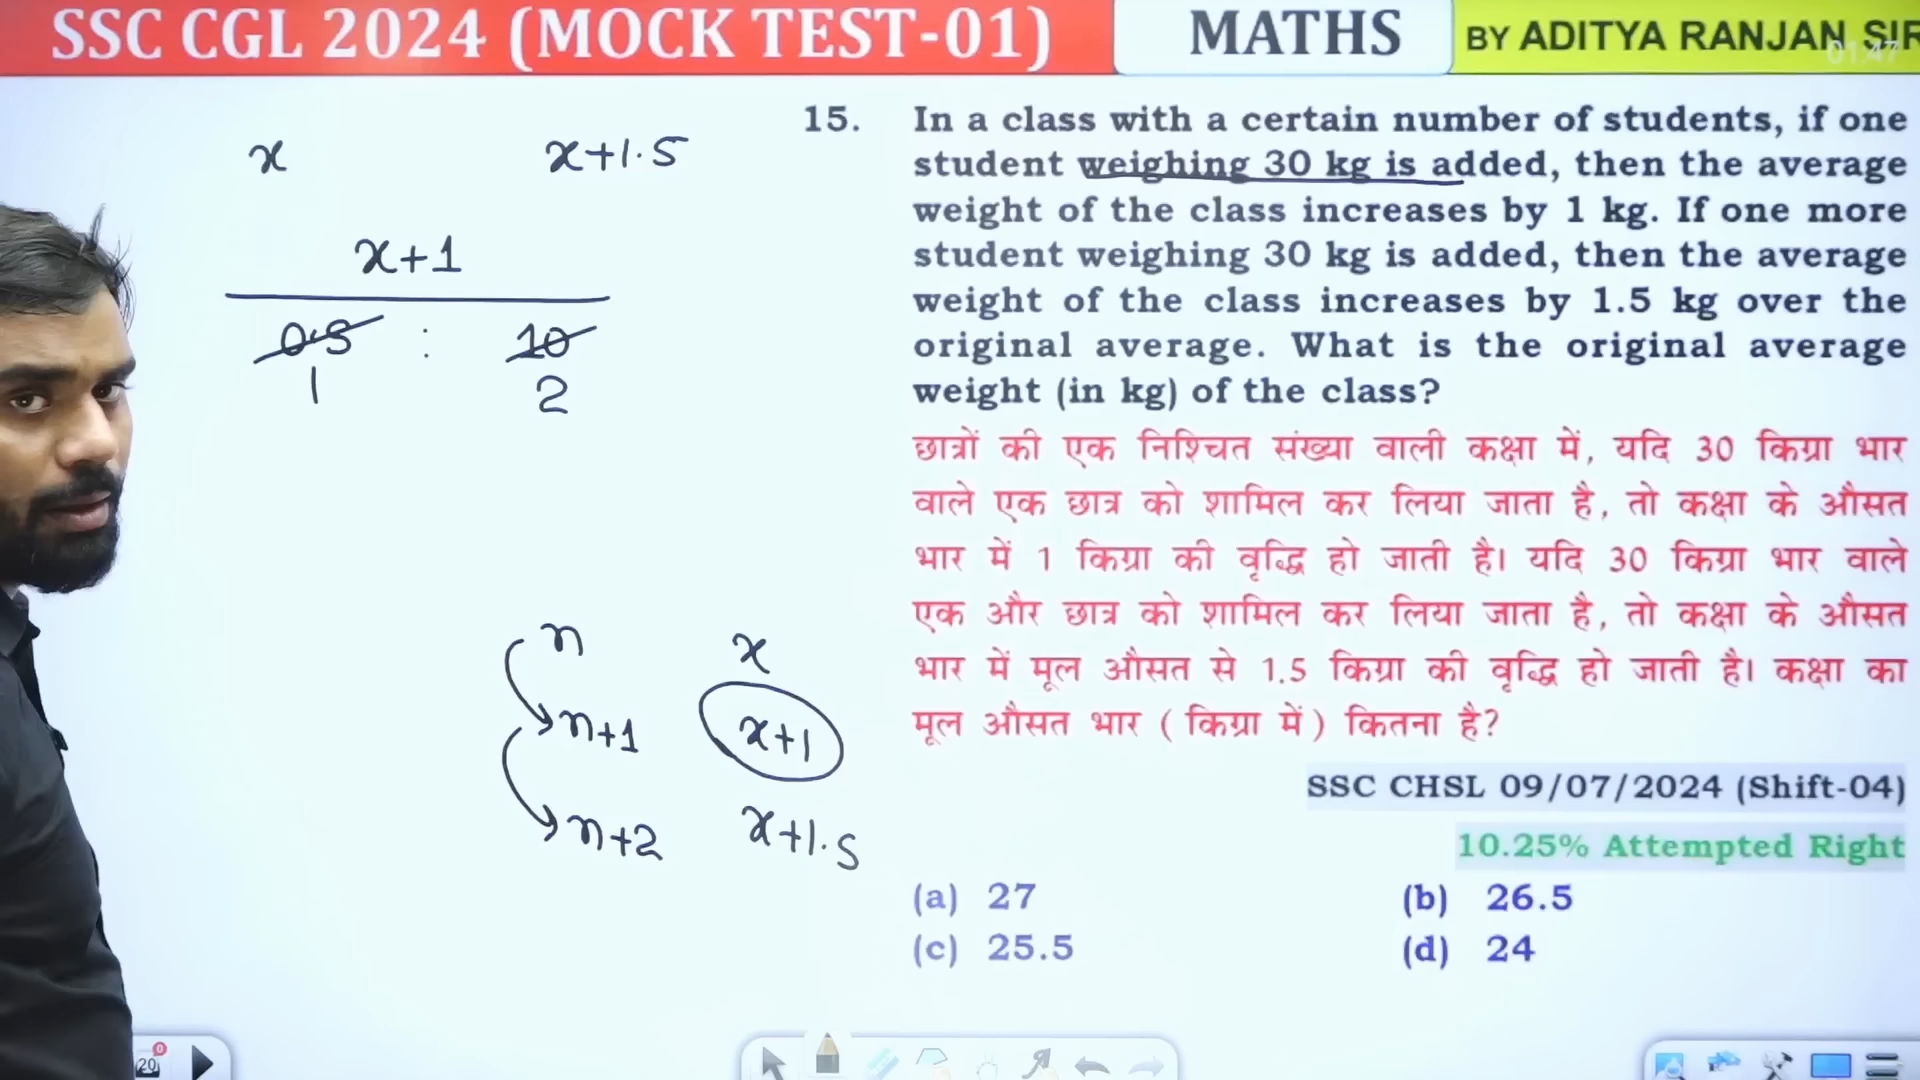 SSC CGL 2024 (MOCK TEST-01)
MATHS
BY ADITYA RANJAN SIR
01:47
x
x+1.5
x+1
0.5 : 10
1
2
n
x
n+1
x+1
n+2
x+1.5
15. In a class with a certain number of students, if one
student weighing 30 kg is added, then the average
weight of the class increases by 1 kg. If one more
student weighing 30 kg is added, then the average
weight of the class increases by 1.5 kg over the
original average. What is the original average
weight (in kg) of the class?
छात्रों की एक निश्चित संख्या वाली कक्षा में, यदि 30 किग्रा भार
वाले एक छात्र को शामिल कर लिया जाता है, तो कक्षा के औसत
भार में 1 किग्रा की वृद्धि हो जाती है। यदि 30 किग्रा भार वाले
एक और छात्र को शामिल कर लिया जाता है, तो कक्षा के औसत
भार में मूल औसत से 1.5 किग्रा की वृद्धि हो जाती है। कक्षा का
मूल औसत भार ( किग्रा में ) कितना है?
SSC CHSL 09/07/2024 (Shift-04)
10.25% Attempted Right
(a) 27
(b) 26.5
(c) 25.5
(d) 24
20
0